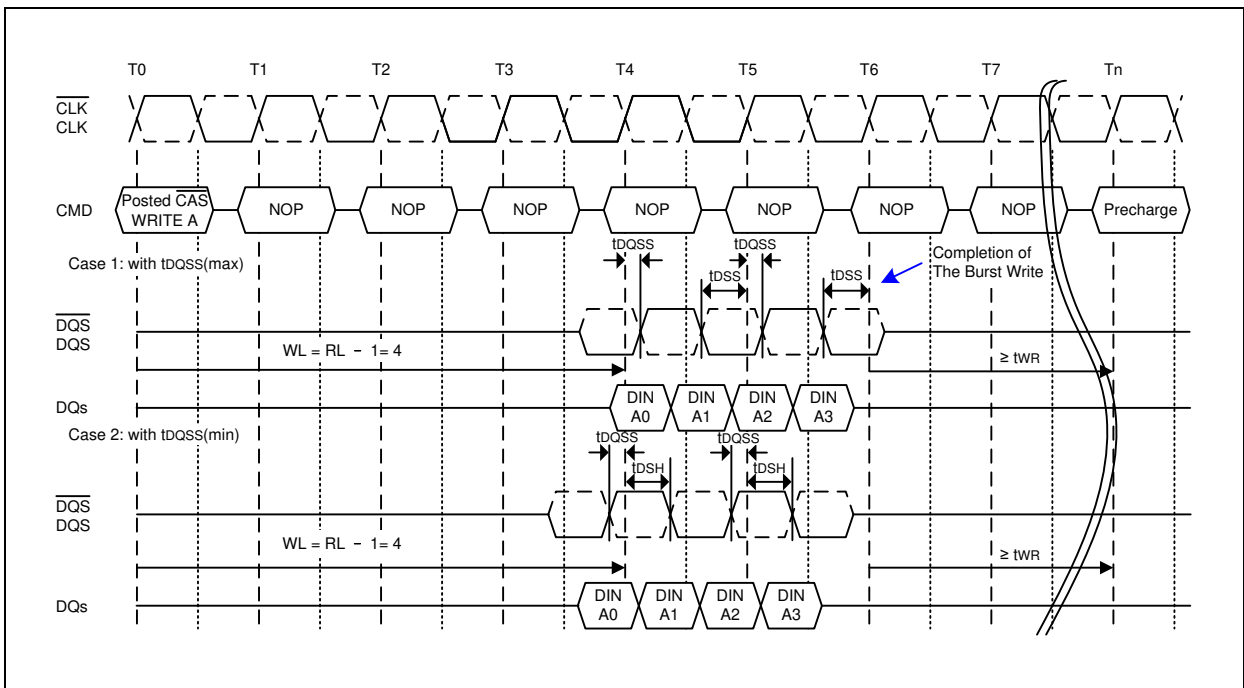 T0 T1 T2 T3 T4 T5 T6 T7 Tn
CLK
CLK
CMD
Posted CAS
WRITE A
NOP NOP NOP NOP NOP NOP NOP Precharge
Case 1: with tDQSS(max)
tDQSS tDQSS
tDSS tDSS
Completion of
The Burst Write
DQS
DQS
WL = RL - 1= 4
≥ tWR
DQs
DIN
A0
DIN
A1
DIN
A2
DIN
A3
Case 2: with tDQSS(min)
tDQSS tDQSS
tDSH tDSH
DQS
DQS
WL = RL - 1= 4
≥ tWR
DQs
DIN
A0
DIN
A1
DIN
A2
DIN
A3